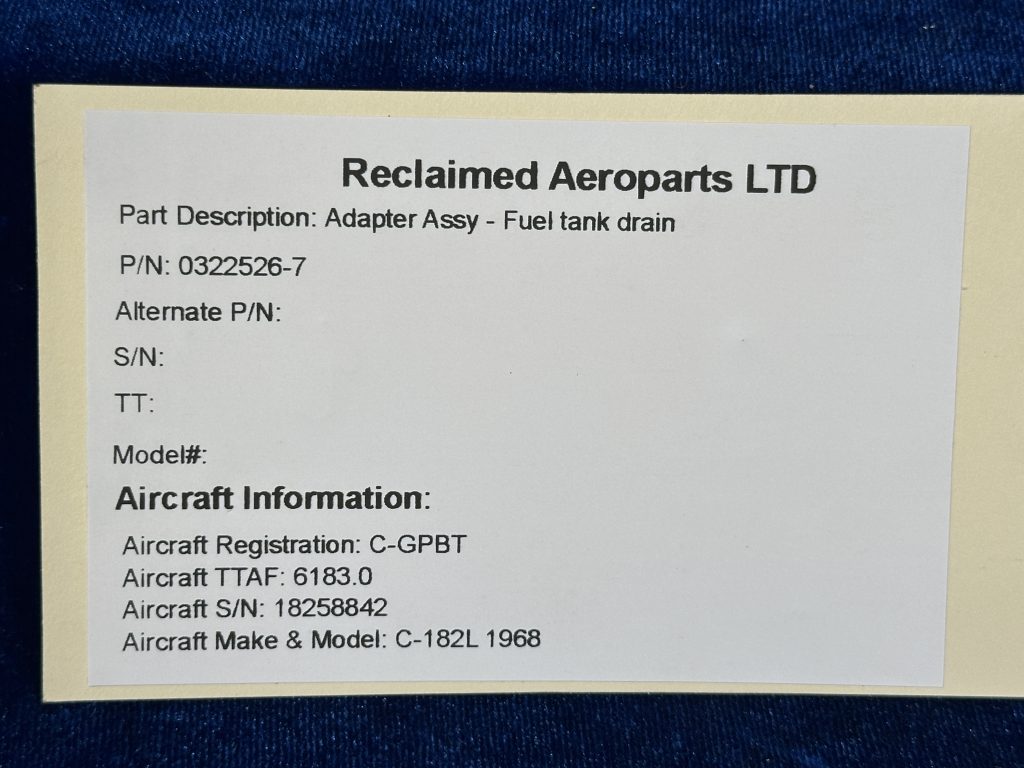 Reclaimed Aeroparts LTD
Part Description: Adapter Assy - Fuel tank drain
P/N: 0322526-7
Alternate P/N:
S/N:
TT:
Model#:
Aircraft Information:
Aircraft Registration: C-GPBT
Aircraft TTAF: 6183.0
Aircraft S/N: 18258842
Aircraft Make & Model: C-182L 1968